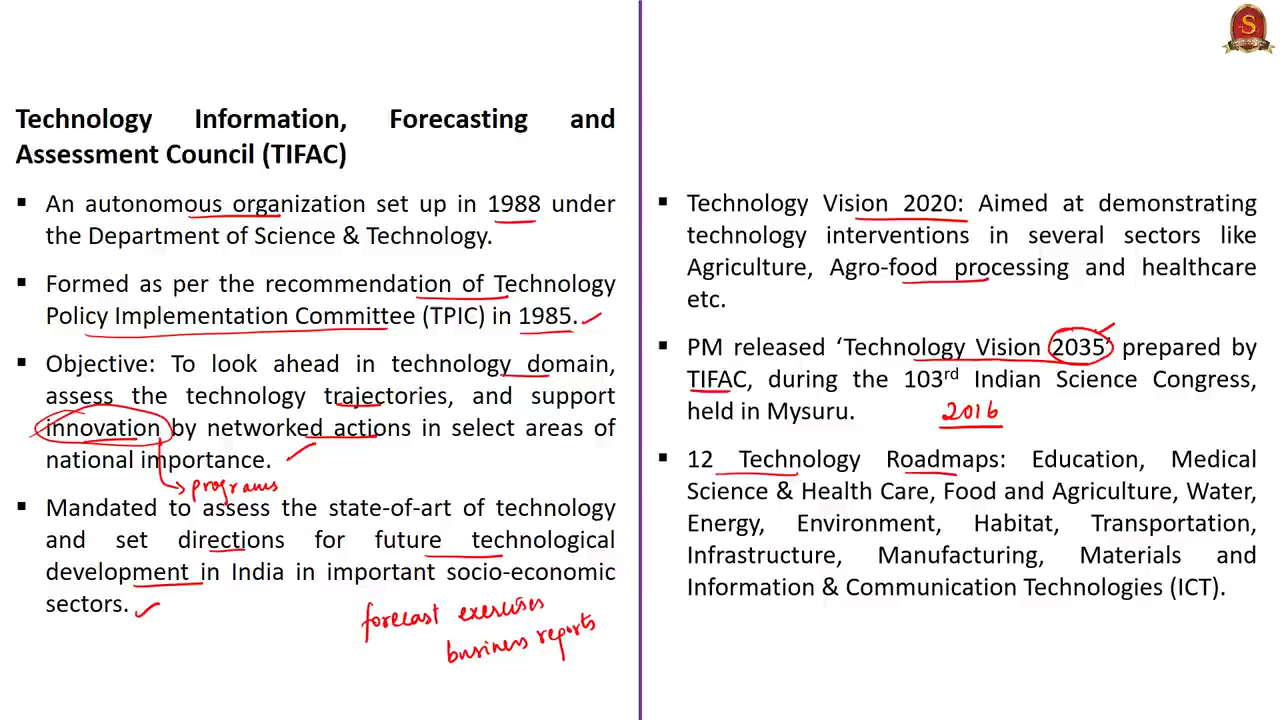 Technology Information, Forecasting and
Assessment Council (TIFAC)
▪ An autonomous organization set up in 1988 under
the Department of Science & Technology.
▪ Formed as per the recommendation of Technology
Policy Implementation Committee (TPIC) in 1985.
▪ Objective: To look ahead in technology domain,
assess the technology trajectories, and support
innovation by networked actions in select areas of
national importance.
programs
▪ Mandated to assess the state-of-art of technology
and set directions for future technological
development in India in important socio-economic
sectors.
forecast exercises
business reports
▪ Technology Vision 2020: Aimed at demonstrating
technology interventions in several sectors like
Agriculture, Agro-food processing and healthcare
etc.
▪ PM released ‘Technology Vision 2035’ prepared by
TIFAC, during the 103rd Indian Science Congress,
held in Mysuru.
2016
▪ 12 Technology Roadmaps: Education, Medical
Science & Health Care, Food and Agriculture, Water,
Energy, Environment, Habitat, Transportation,
Infrastructure, Manufacturing, Materials and
Information & Communication Technologies (ICT).